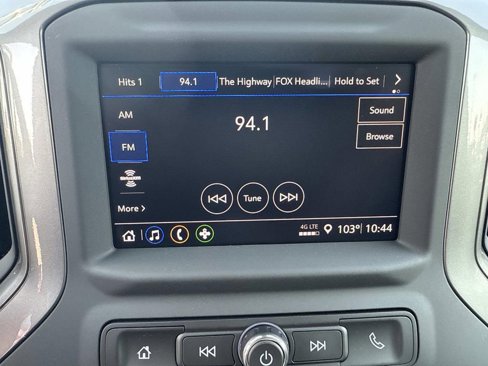 Hits 1 94.1 The Highway FOX Headli... Hold to Set
AM
94.1
Sound
FM
Browse
SiriusXM
Tune
More
4G LTE
103° 10:44